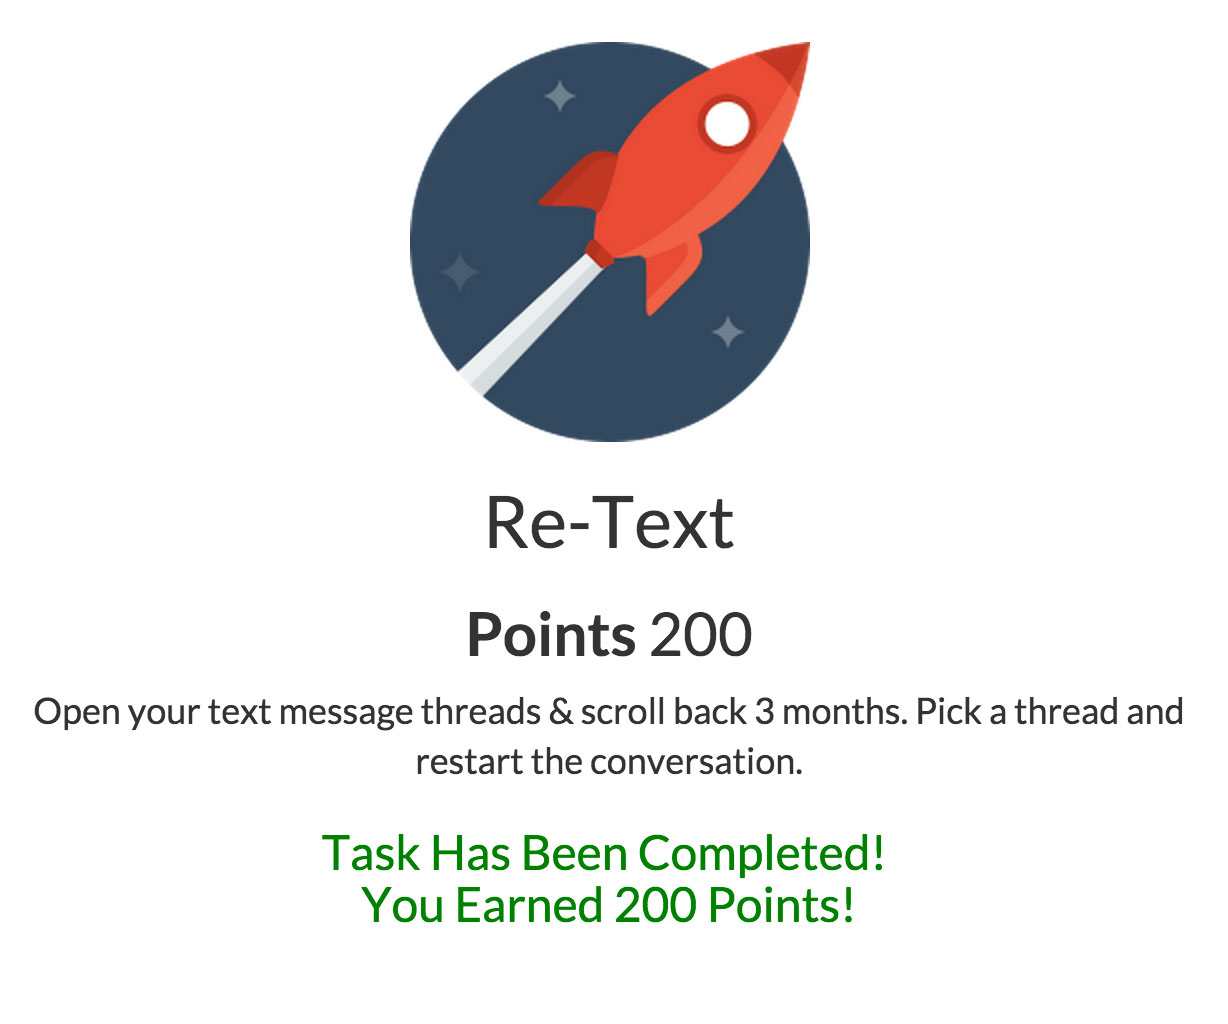 Re-Text
Points 200
Open your text message threads & scroll back 3 months. Pick a thread and
restart the conversation.
Task Has Been Completed!
You Earned 200 Points!